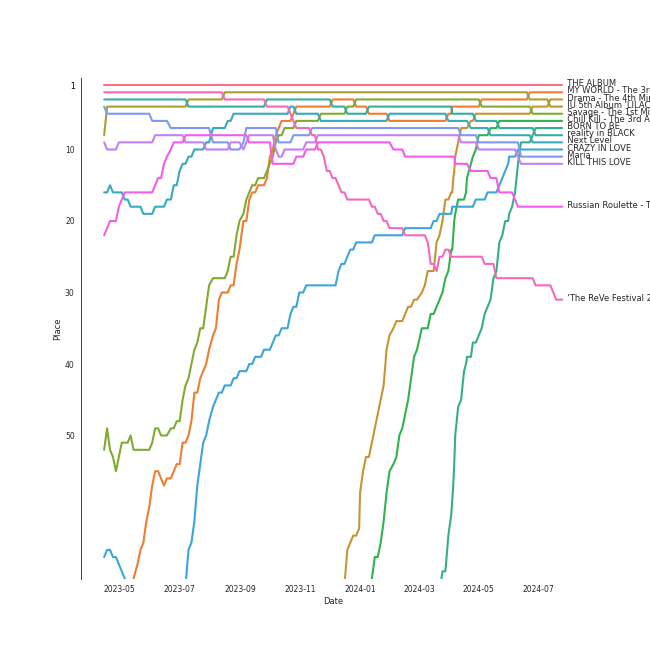 1
10
20
30
40
50
Place
2023-05
2023-07
2023-09
2023-11
2024-01
2024-03
2024-05
2024-07
Date
THE ALBUM
MY WORLD - The 3r
Drama - The 4th Mi
IU 5th Album 'LILAC
Savage - The 1st Mi
Chill Kill - The 3rd A
BORN TO BE
reality in BLACK
Next Level
CRAZY IN LOVE
Maria
KILL THIS LOVE
Russian Roulette - T
'The ReVe Festival 2